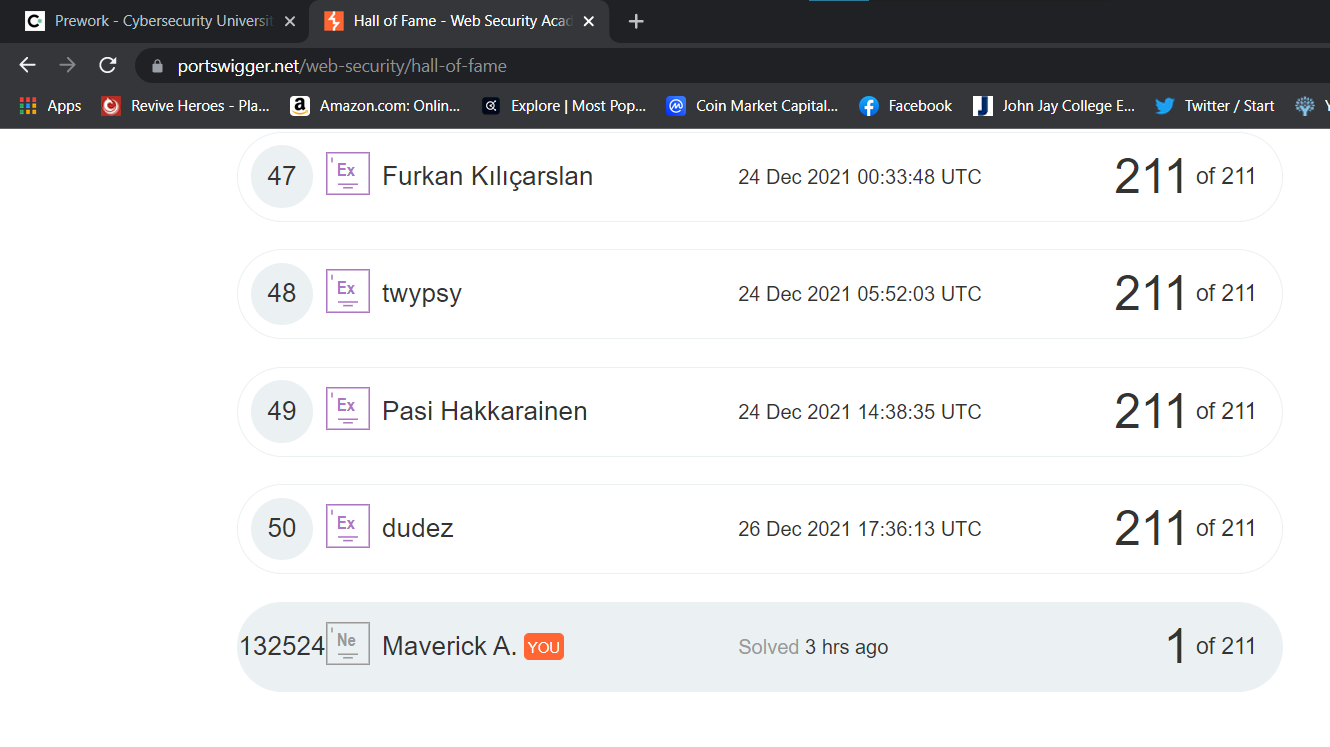 Prework - Cybersecurity Universit
Hall of Fame - Web Security Acad
portswigger.net/web-security/hall-of-fame
Apps Revive Heroes - Pla... Amazon.com: Onlin... Explore | Most Pop... Coin Market Capital... Facebook John Jay College E... Twitter / Start Y
47 Ex Furkan Kılıçarslan 24 Dec 2021 00:33:48 UTC 211 of 211
48 Ex twypsy 24 Dec 2021 05:52:03 UTC 211 of 211
49 Ex Pasi Hakkarainen 24 Dec 2021 14:38:35 UTC 211 of 211
50 Ex dudez 26 Dec 2021 17:36:13 UTC 211 of 211
132524 Ne Maverick A. YOU Solved 3 hrs ago 1 of 211